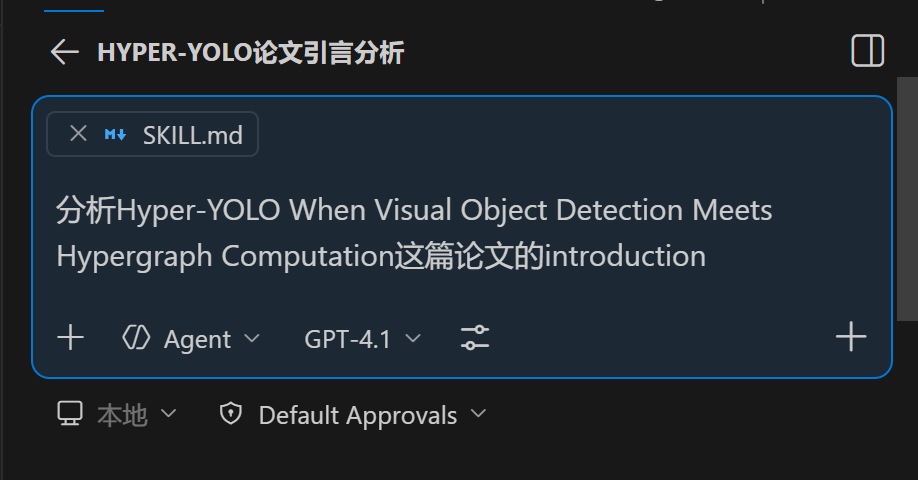 HYPER-YOLO论文引言分析
SKILL.md
分析Hyper-YOLO When Visual Object Detection Meets
Hypergraph Computation这篇论文的introduction
Agent
GPT-4.1
本地
Default Approvals